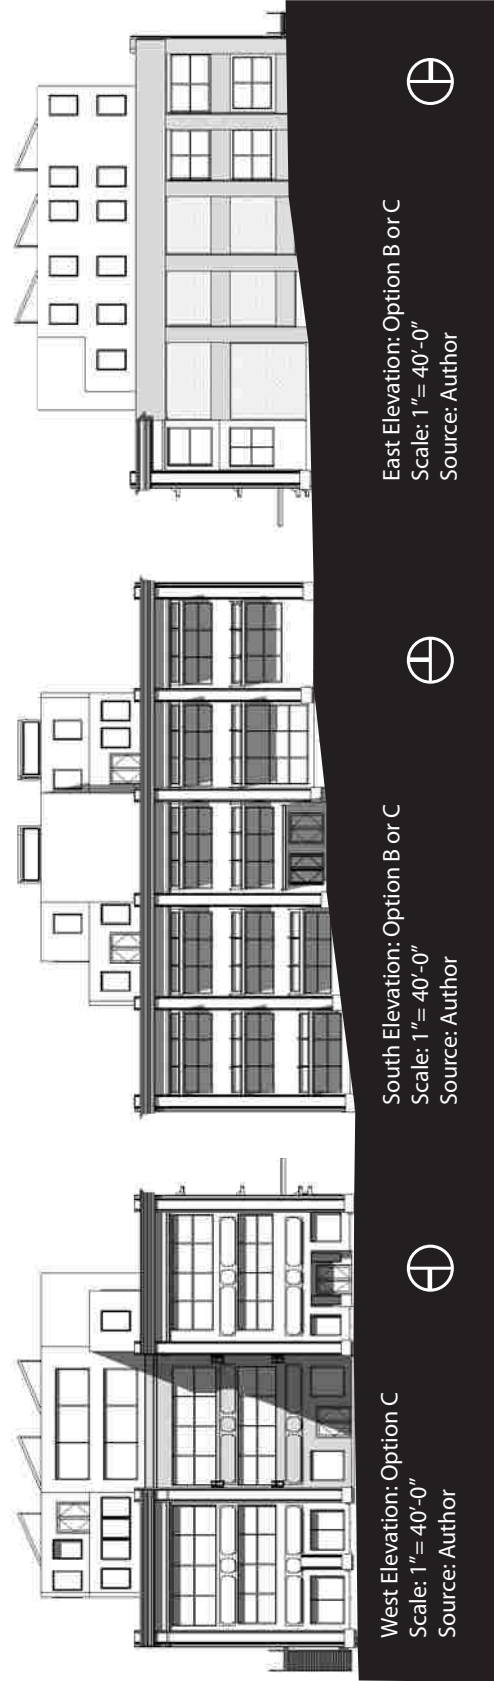 West Elevation: Option C
Scale: 1”= 40’-0”
Source: Author
South Elevation: Option B or C
Scale: 1”= 40’-0”
Source: Author
East Elevation: Option B or C
Scale: 1”= 40’-0”
Source: Author